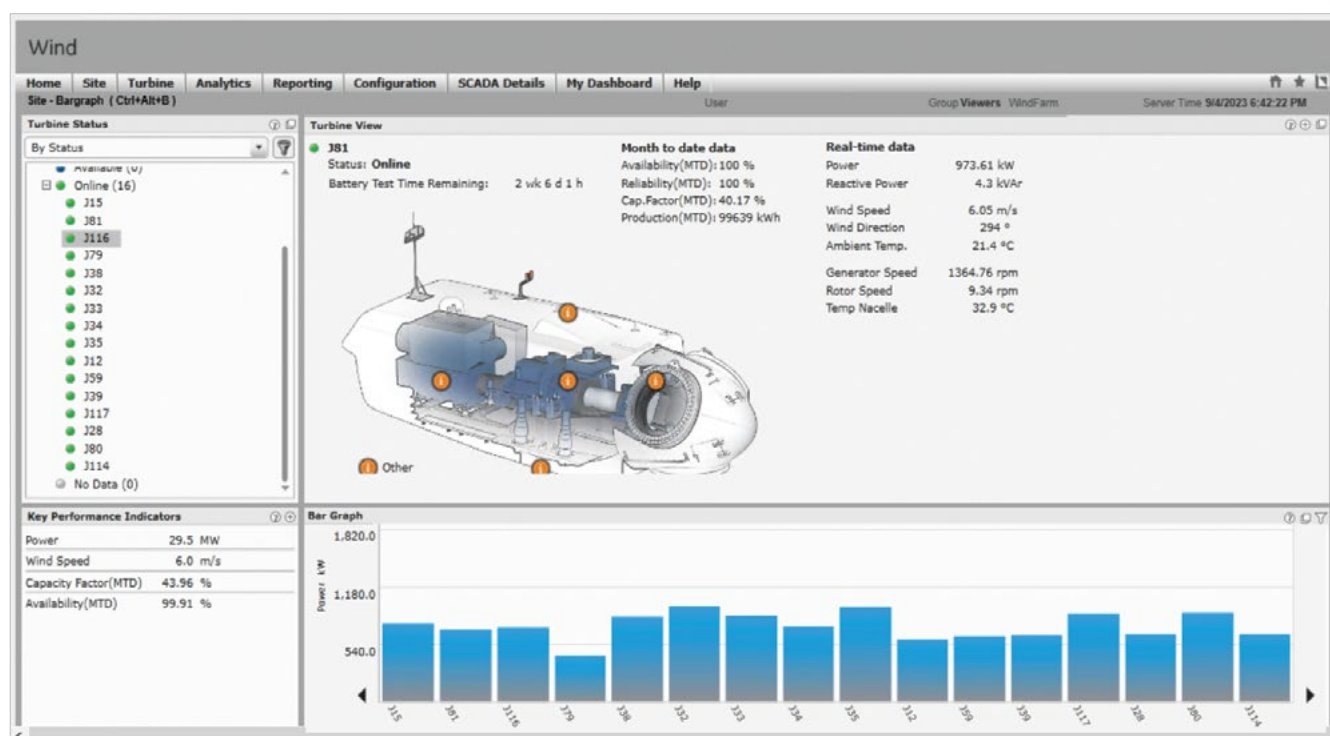 Wind
Home Site Turbine Analytics Reporting Configuration SCADA Details My Dashboard Help
Site - Bargraph ( Ctrl+Alt+B ) User Group Viewers WindFarm Server Time 9/4/2023 6:42:22 PM
Turbine Status
By Status
Available (0)
Online (16)
J15
J81
J116
J79
J38
J32
J33
J34
J35
J12
J59
J39
J117
J28
J80
J114
No Data (0)
Turbine View
J81
Status: Online
Battery Test Time Remaining: 2 wk 6 d 1 h
Month to date data
Availability(MTD): 100 %
Reliability(MTD): 100 %
Cap.Factor(MTD): 40.17 %
Production(MTD): 99639 kWh
Real-time data
Power 973.61 kW
Reactive Power 4.3 kVAr
Wind Speed 6.05 m/s
Wind Direction 294 °
Ambient Temp. 21.4 °C
Generator Speed 1364.76 rpm
Rotor Speed 9.34 rpm
Temp Nacelle 32.9 °C
Other
Key Performance Indicators
Power 29.5 MW
Wind Speed 6.0 m/s
Capacity Factor(MTD) 43.96 %
Availability(MTD) 99.91 %
Bar Graph
Power kW
1,820.0
1,180.0
540.0
J15 J81 J116 J79 J38 J32 J33 J34 J35 J12 J59 J39 J117 J28 J80 J114